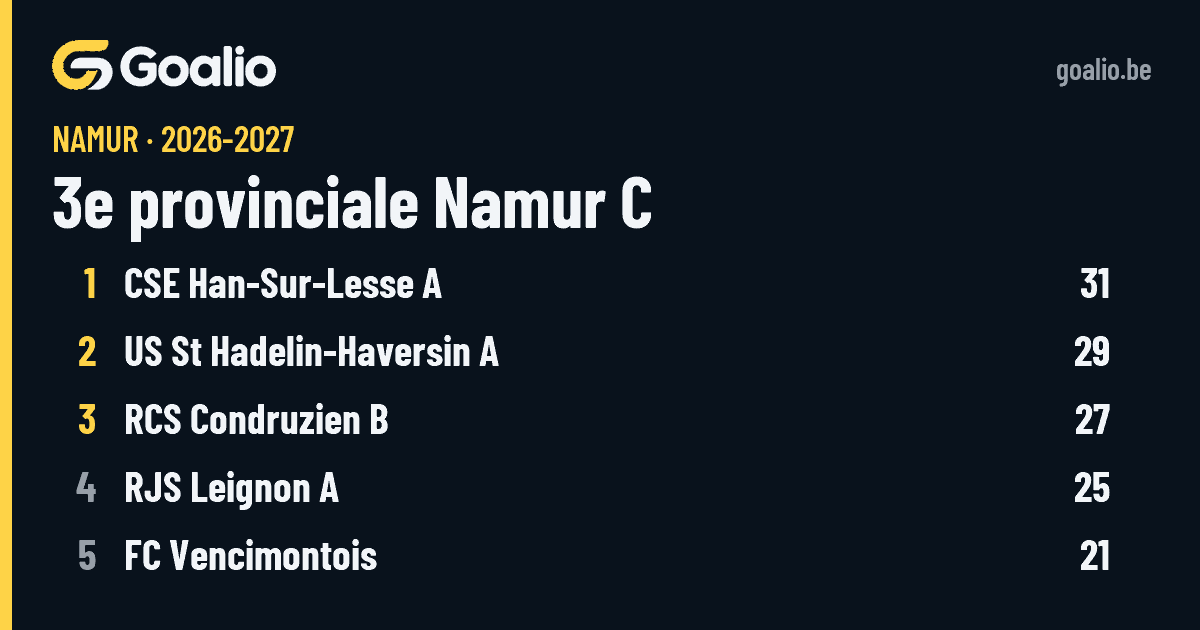 Goalio
goalio.be
NAMUR · 2026-2027
3e provinciale Namur C
1 CSE Han-Sur-Lesse A 31
2 US St Hadelin-Haversin A 29
3 RCS Condruzien B 27
4 RJS Leignon A 25
5 FC Vencimontois 21